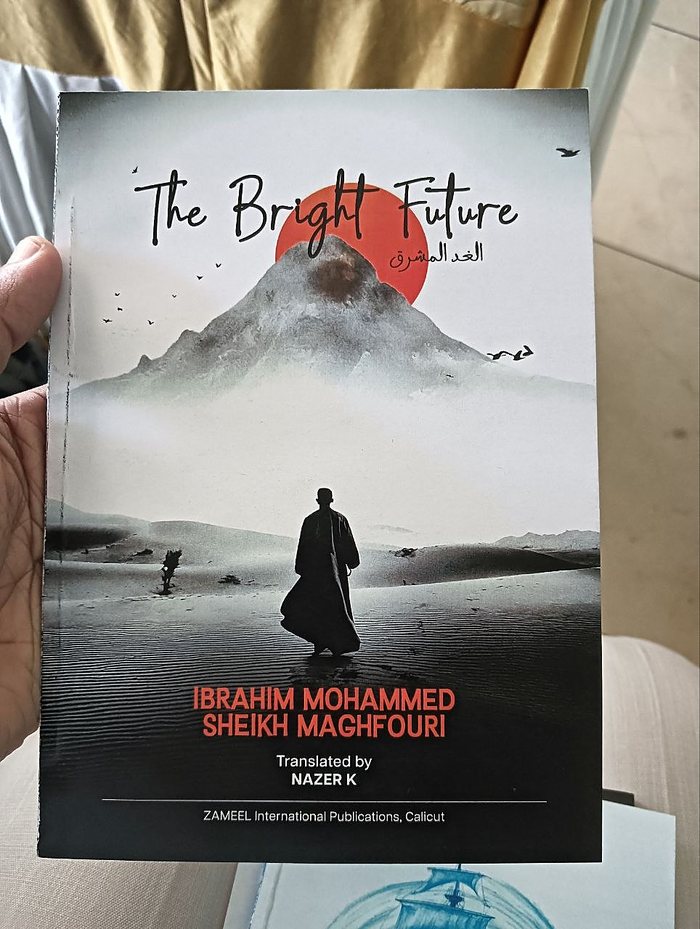 The Bright Future
الغد المشرق
IBRAHIM MOHAMMED
SHEIKH MAGHFOURI
Translated by
NAZER K
ZAMEEL International Publications, Calicut